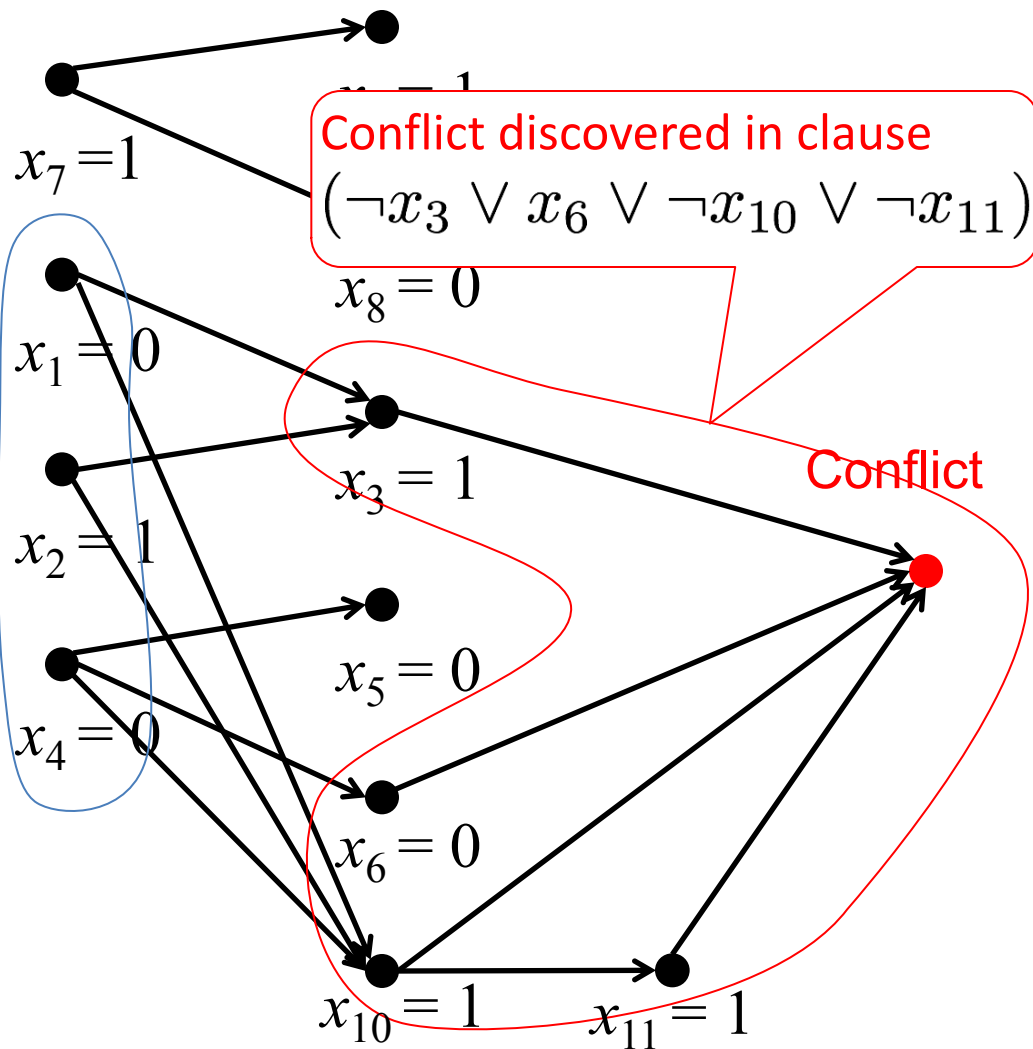 x₇ =1
Conflict discovered in clause
(¬x₃ ∨ x₆ ∨ ¬x₁₀ ∨ ¬x₁₁)
x₈ = 0
x₁ = 0
x₃ = 1
Conflict
x₂ = 1
x₅ = 0
x₄ = 0
x₆ = 0
x₁₀ = 1
x₁₁ = 1